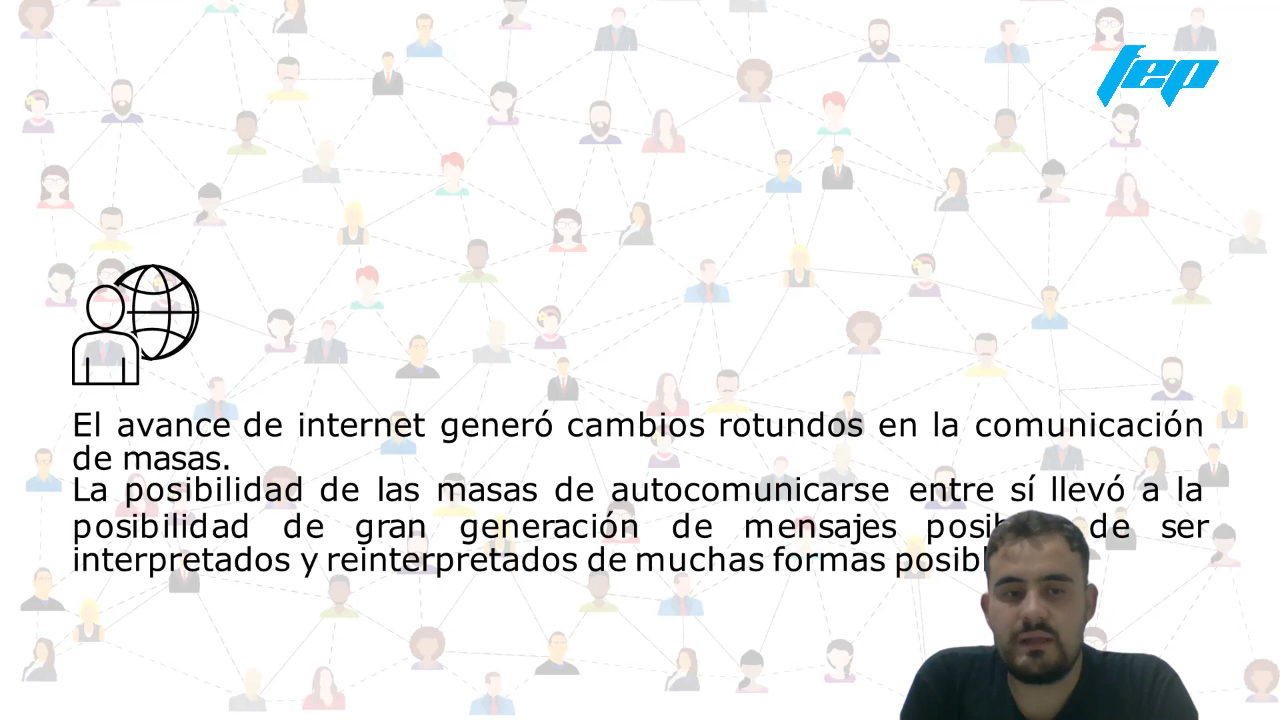 fep
El avance de internet generó cambios rotundos en la comunicación
de masas.
La posibilidad de las masas de autocomunicarse entre sí llevó a la
posibilidad de gran generación de mensajes de ser
interpretados y reinterpretados de muchas formas